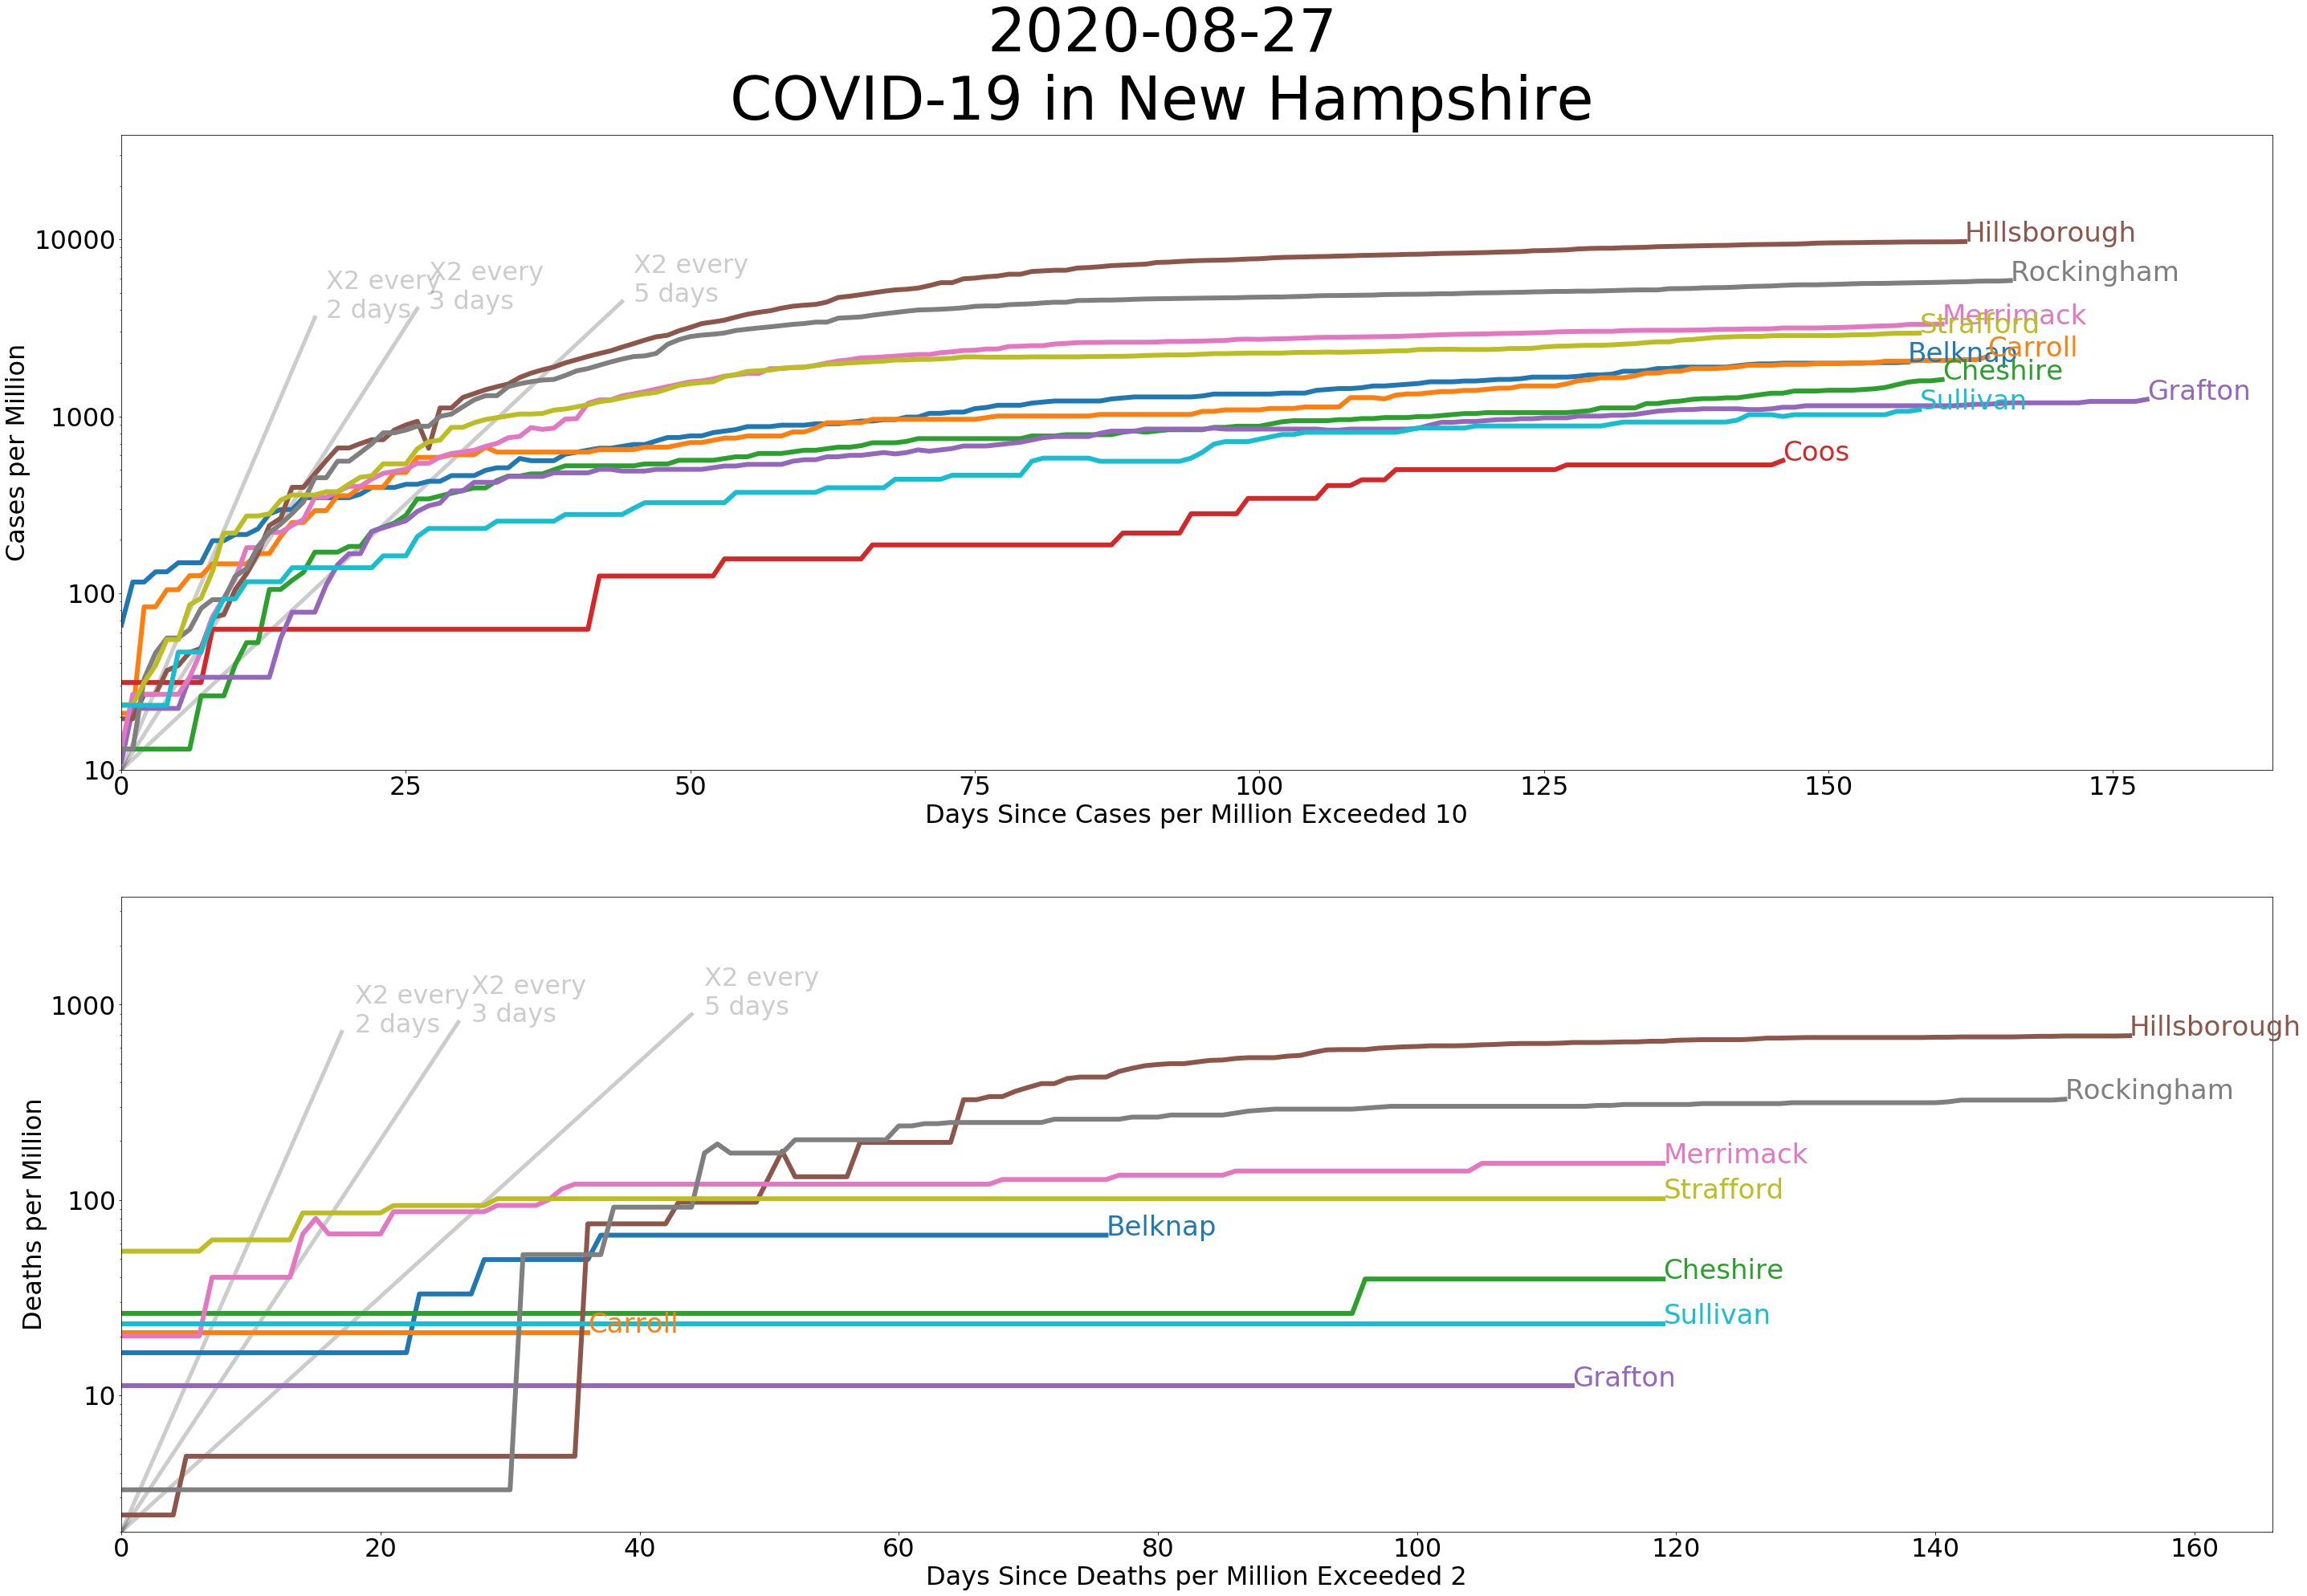 2020-08-27
COVID-19 in New Hampshire
Cases per Million
10000
1000
100
10
X2 every
2 days
X2 every
3 days
X2 every
5 days
Hillsborough
Rockingham
Merrimack
Strafford
Belknap
Carroll
Cheshire
Grafton
Sullivan
Coos
0
25
50
75
100
125
150
175
Days Since Cases per Million Exceeded 10
Deaths per Million
1000
100
10
X2 every
2 days
X2 every
3 days
X2 every
5 days
Hillsborough
Rockingham
Merrimack
Strafford
Belknap
Cheshire
Sullivan
Carroll
Grafton
0
20
40
60
80
100
120
140
160
Days Since Deaths per Million Exceeded 2